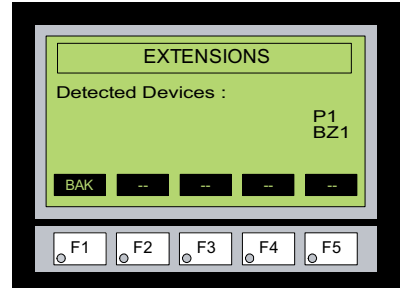 EXTENSIONS
Detected Devices :
P1
BZ1
BAK -- -- -- --
F1 F2 F3 F4 F5